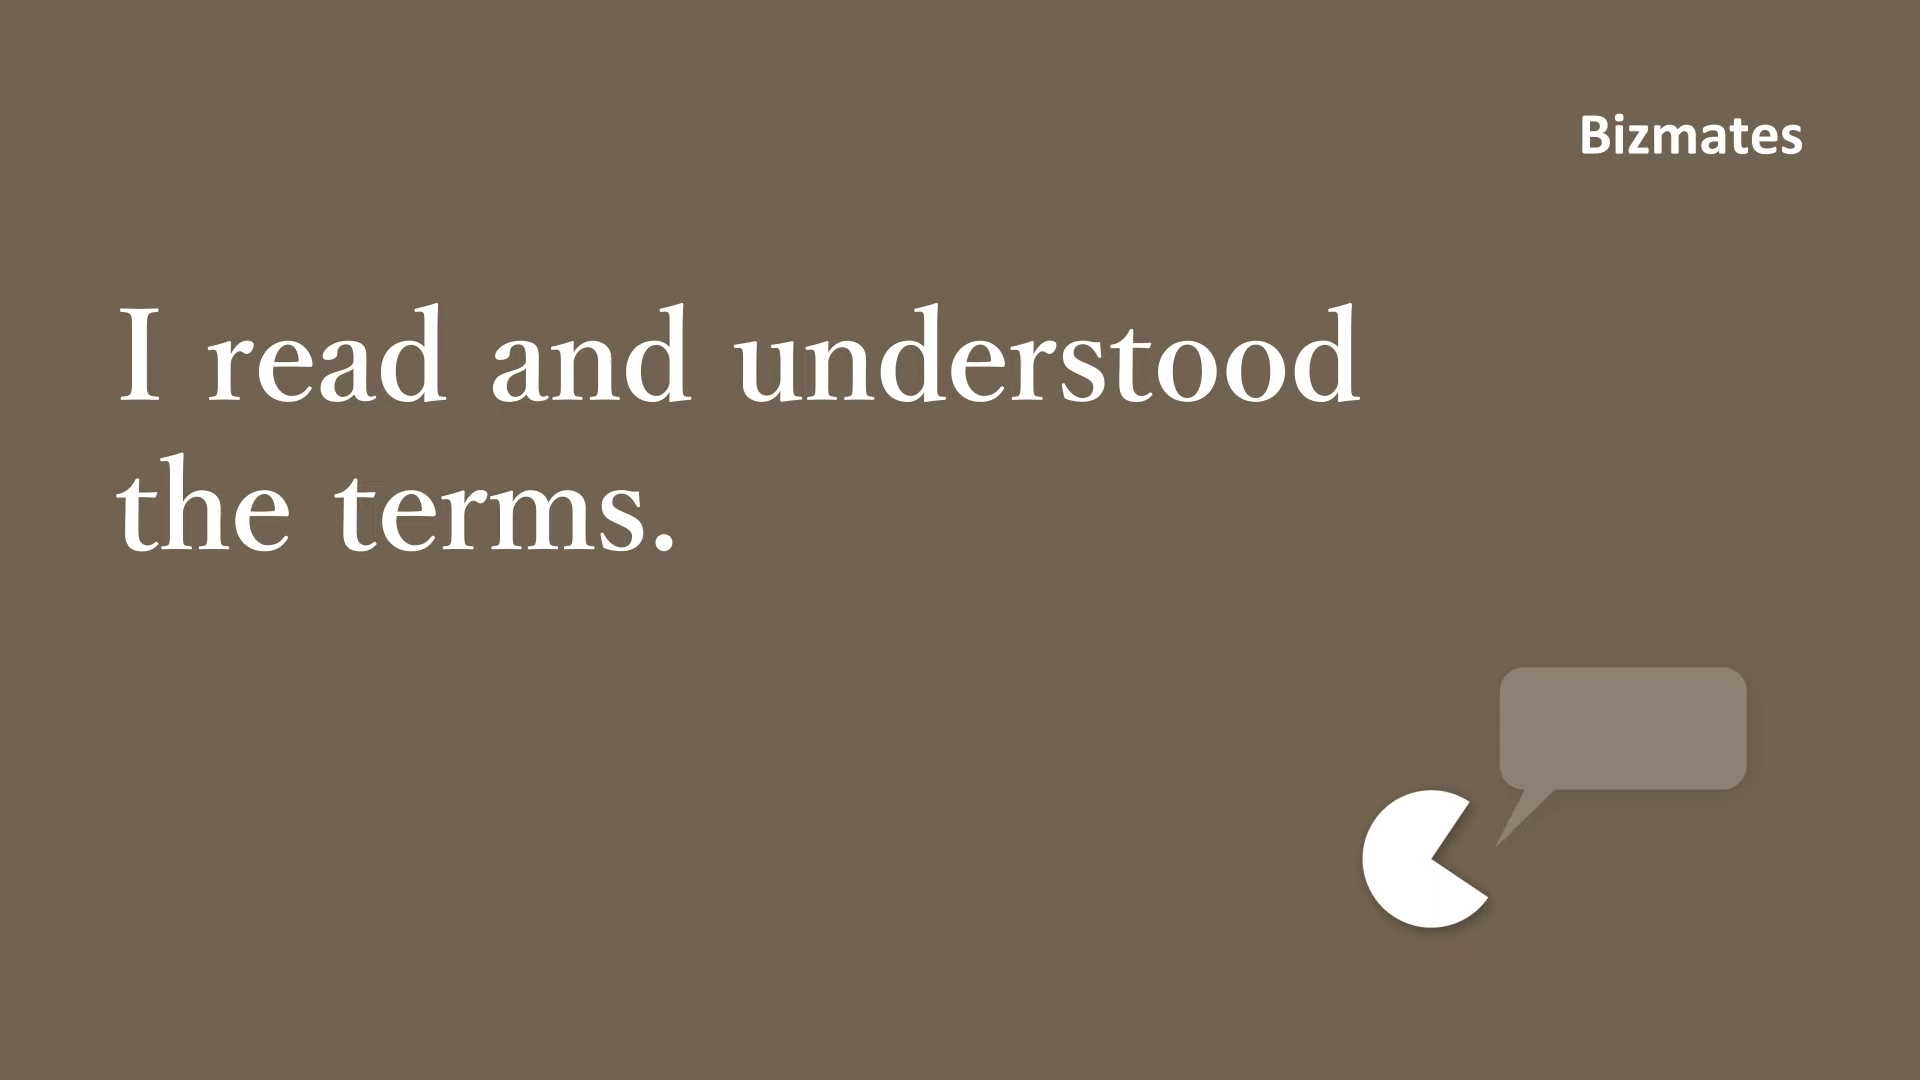 Bizmates
I read and understood
the terms.